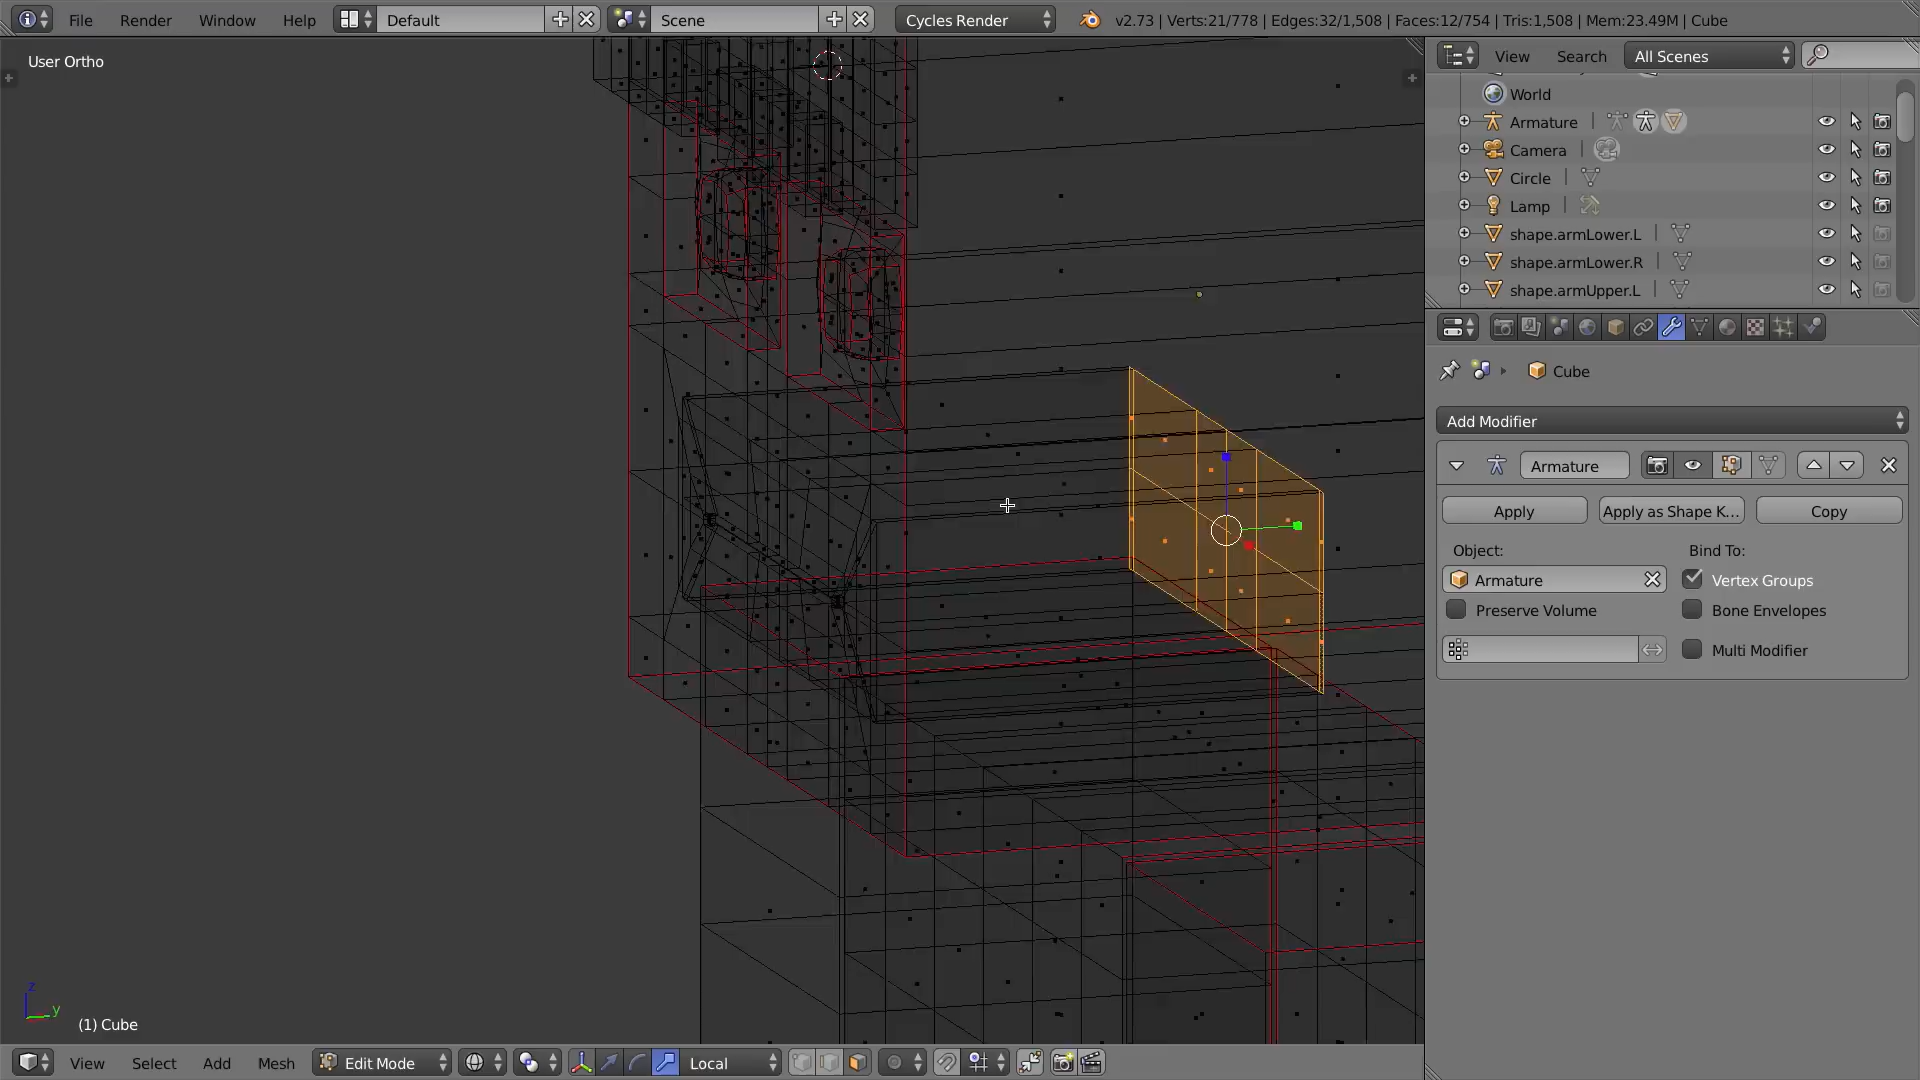 File Render Window Help Default Scene Cycles Render v2.73 | Verts:21/778 | Edges:32/1,508 | Faces:12/754 | Tris:1,508 | Mem:23.49M | Cube
User Ortho
View Search All Scenes
World
Armature
Camera
Circle
Lamp
shape.armLower.L
shape.armLower.R
shape.armUpper.L
Cube
Add Modifier
Armature
Apply Apply as Shape K... Copy
Object: Bind To:
Armature Vertex Groups
Preserve Volume Bone Envelopes
Multi Modifier
z
y
(1) Cube
View Select Add Mesh Edit Mode Local